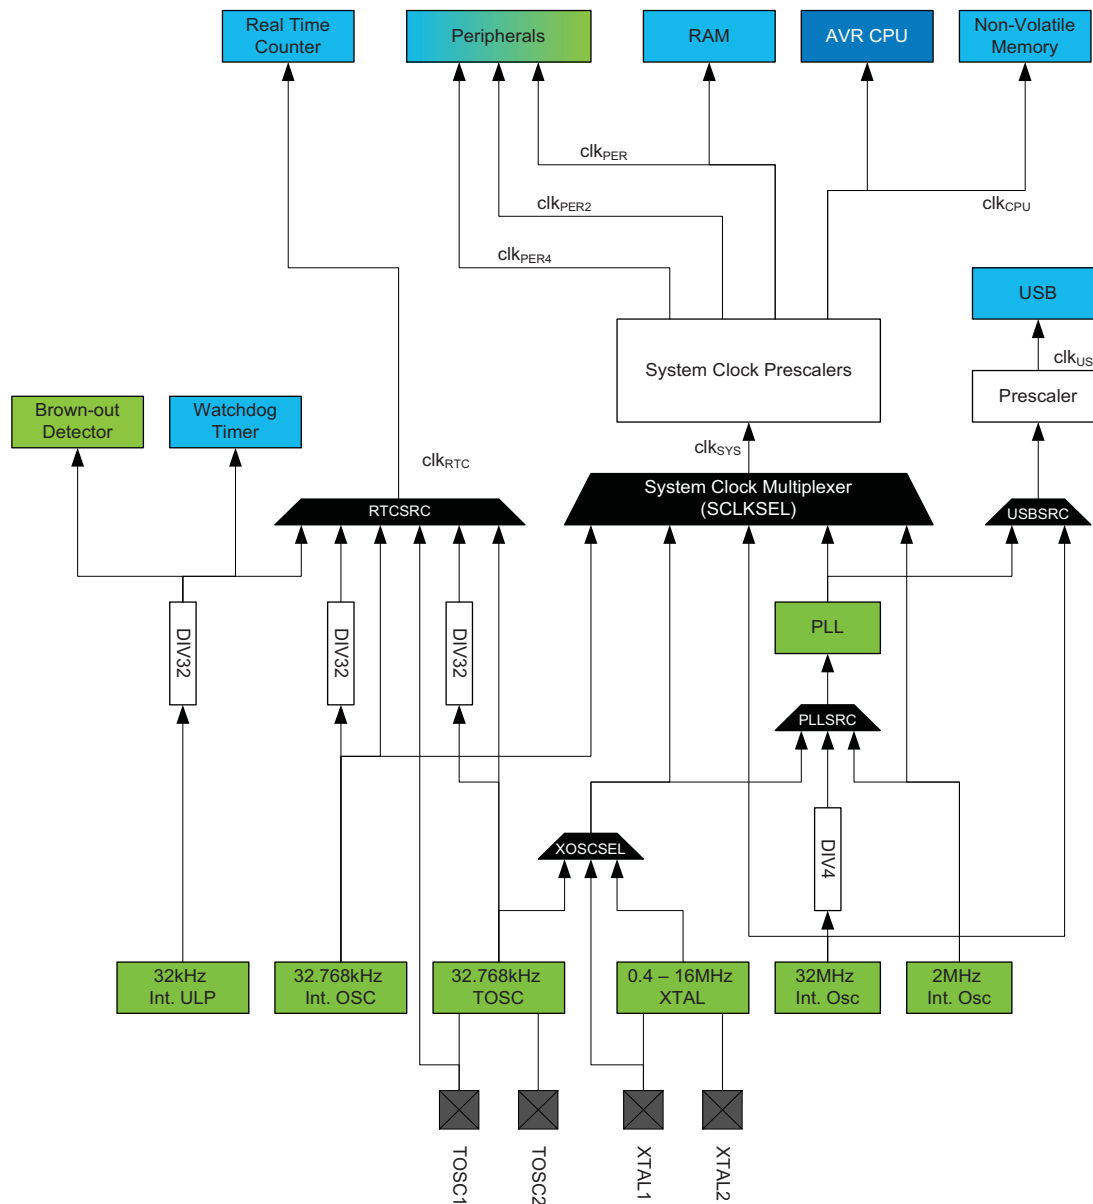 Real Time
Counter
Peripherals
RAM
AVR CPU
Non-Volatile
Memory
clkPER
clkPER2
clkCPU
clkPER4
USB
System Clock Prescalers
clkUS
Prescaler
Brown-out
Detector
Watchdog
Timer
clkRTC
clkSYS
System Clock Multiplexer
(SCLKSEL)
RTCSRC
USBSRC
DIV32
DIV32
DIV32
PLL
PLLSRC
XOSCSEL
DIV4
32kHz
Int. ULP
32.768kHz
Int. OSC
32.768kHz
TOSC
0.4 – 16MHz
XTAL
32MHz
Int. Osc
2MHz
Int. Osc
TOSC1
TOSC2
XTAL1
XTAL2